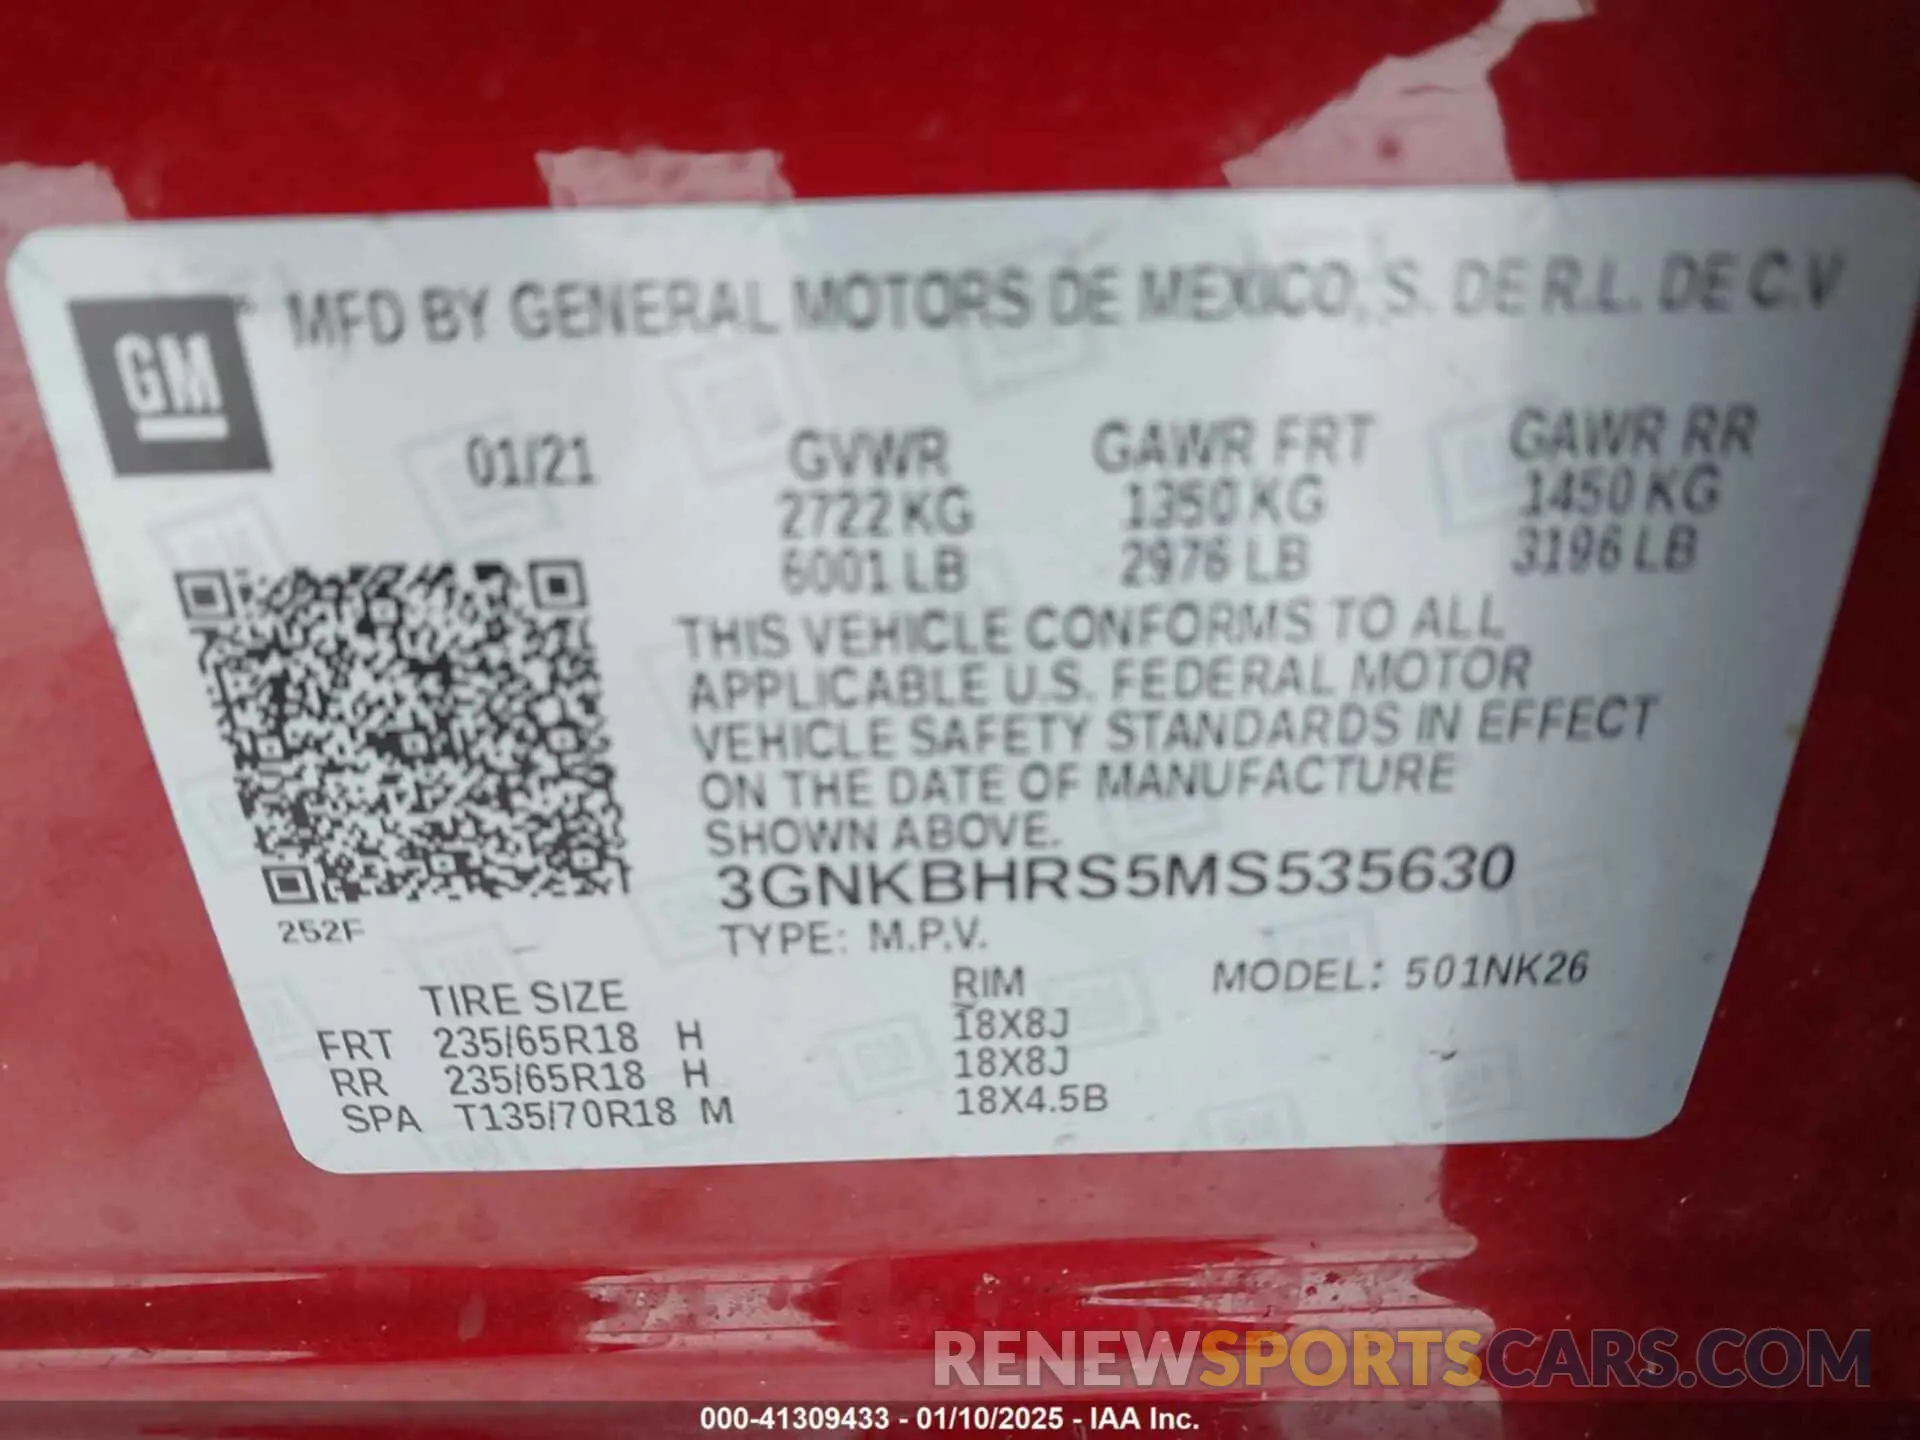 MFD BY GENERAL MOTORS DE MEXICO, S. DE R.L. DE C.V
GM
01/21
GVWR GAWR FRT GAWR RR
2722 KG 1350 KG 1450 KG
6001 LB 2976 LB 3196 LB
THIS VEHICLE CONFORMS TO ALL
APPLICABLE U.S. FEDERAL MOTOR
VEHICLE SAFETY STANDARDS IN EFFECT
ON THE DATE OF MANUFACTURE
SHOWN ABOVE.
3GNKBHRS5MS535630
252F
TYPE: M.P.V.
MODEL: 501NK26
TIRE SIZE RIM
FRT 235/65R18 H 18X8J
RR 235/65R18 H 18X8J
SPA T135/70R18 M 18X4.5B
RENEWSPORTSCARS.COM
000-41309433 - 01/10/2025 - IAA Inc.